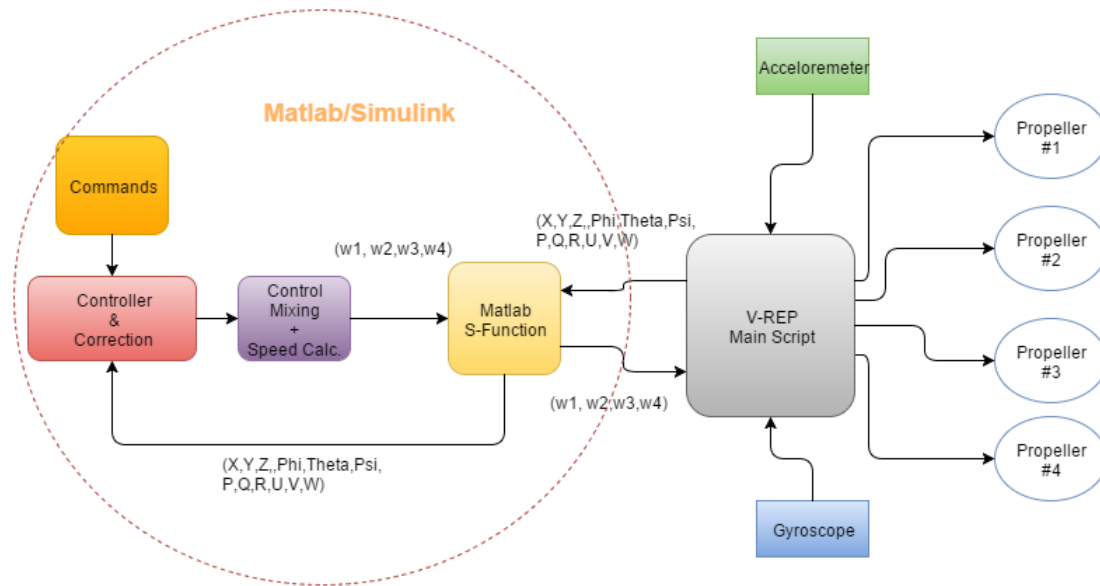 Matlab/Simulink
Commands
Controller
&
Correction
Control
Mixing
+
Speed Calc.
(w1, w2,w3,w4)
Matlab
S-Function
(X,Y,Z,,Phi,Theta,Psi,
P,Q,R,U,V,W)
(X,Y,Z,,Phi,Theta,Psi,
P,Q,R,U,V,W)
(w1, w2,w3,w4)
Acceloremeter
V-REP
Main Script
Gyroscope
Propeller
#1
Propeller
#2
Propeller
#3
Propeller
#4